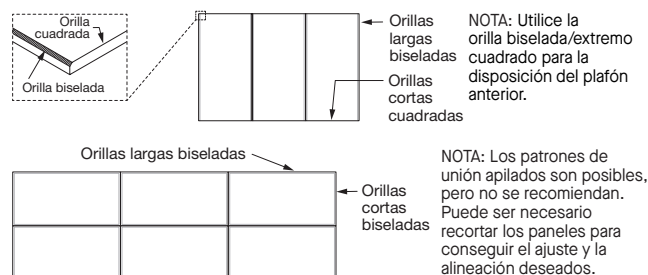 Orilla
cuadrada
Orilla biselada
Orillas
largas
biseladas
Orillas
cortas
cuadradas
NOTA: Utilice la
orilla biselada/extremo
cuadrado para la
disposición del plafón
anterior.
Orillas largas biseladas
Orillas
cortas
biseladas
NOTA: Los patrones de
unión apilados son posibles,
pero no se recomiendan.
Puede ser necesario
recortar los paneles para
conseguir el ajuste y la
alineación deseados.